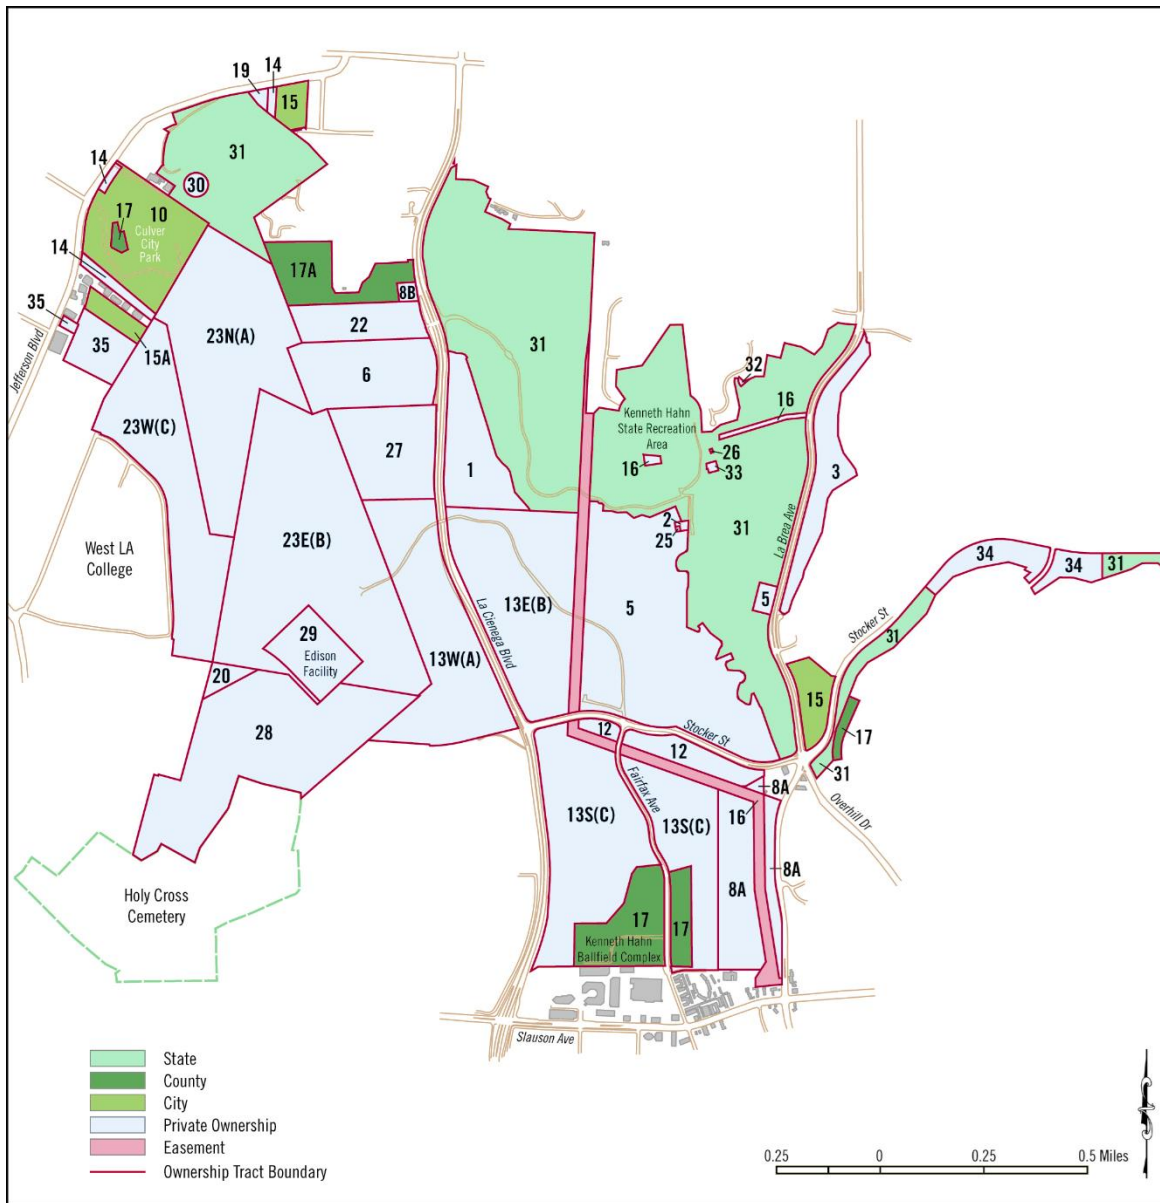 19
14
15
31
14
30
17
10
Culver
City
Park
14
17A
8B
35
22
23N(A)
31
Jefferson Blvd
35
15A
6
32
Kenneth Hahn
State Recreation
Area
16
23W(C)
27
1
26
16
33
3
2
25
31
La Brea Ave
West LA
College
23E(B)
34
34
31
13E(B)
5
5
La Cienega Blvd
Stocker St
29
Edison
Facility
13W(A)
31
20
15
28
12
Stocker St
12
17
31
8A
Fairfax Ave
13S(C)
13S(C)
16
Overhill Dr
8A
8A
Holy Cross
Cemetery
17
17
Kenneth Hahn
Ballfield Complex
Slauson Ave
State
County
City
Private Ownership
Easement
Ownership Tract Boundary
0.25
0
0.25
0.5 Miles